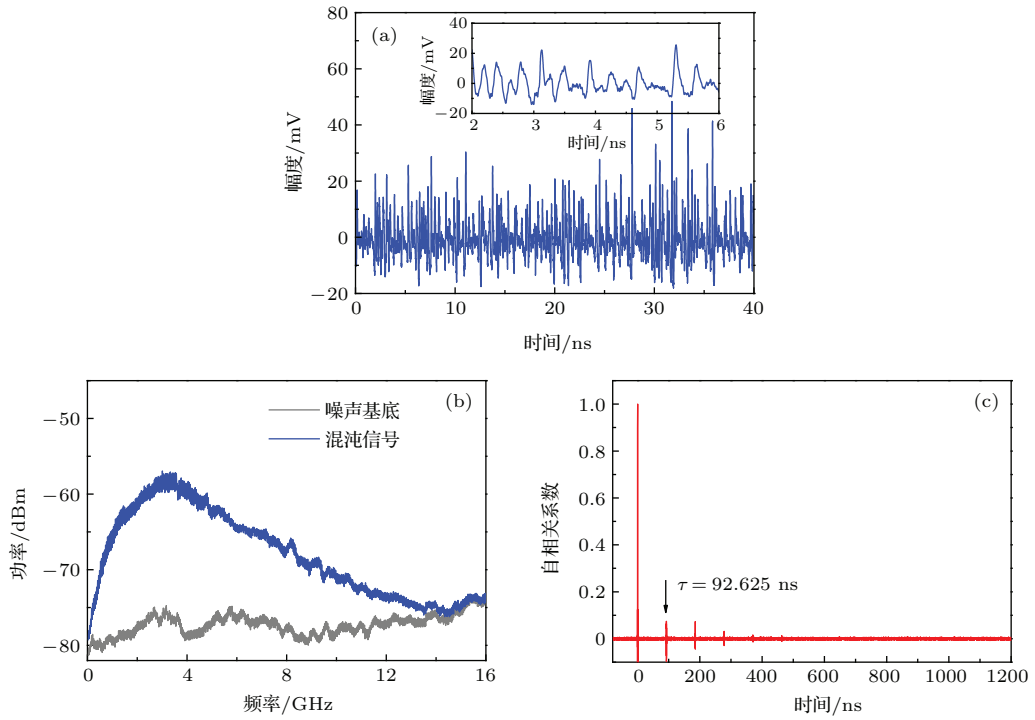 (a)
幅度/mV
80
60
40
20
0
−20
0 10 20 30 40
时间/ns
幅度/mV
40
20
0
−20
2 3 4 5 6
时间/ns
(b)
噪声基底
混沌信号
功率/dBm
−50
−60
−70
−80
0 4 8 12 16
频率/GHz
(c)
自相关系数
1.0
0.8
0.6
0.4
0.2
0
τ = 92.625 ns
0 200 400 600 800 1000 1200
时间/ns